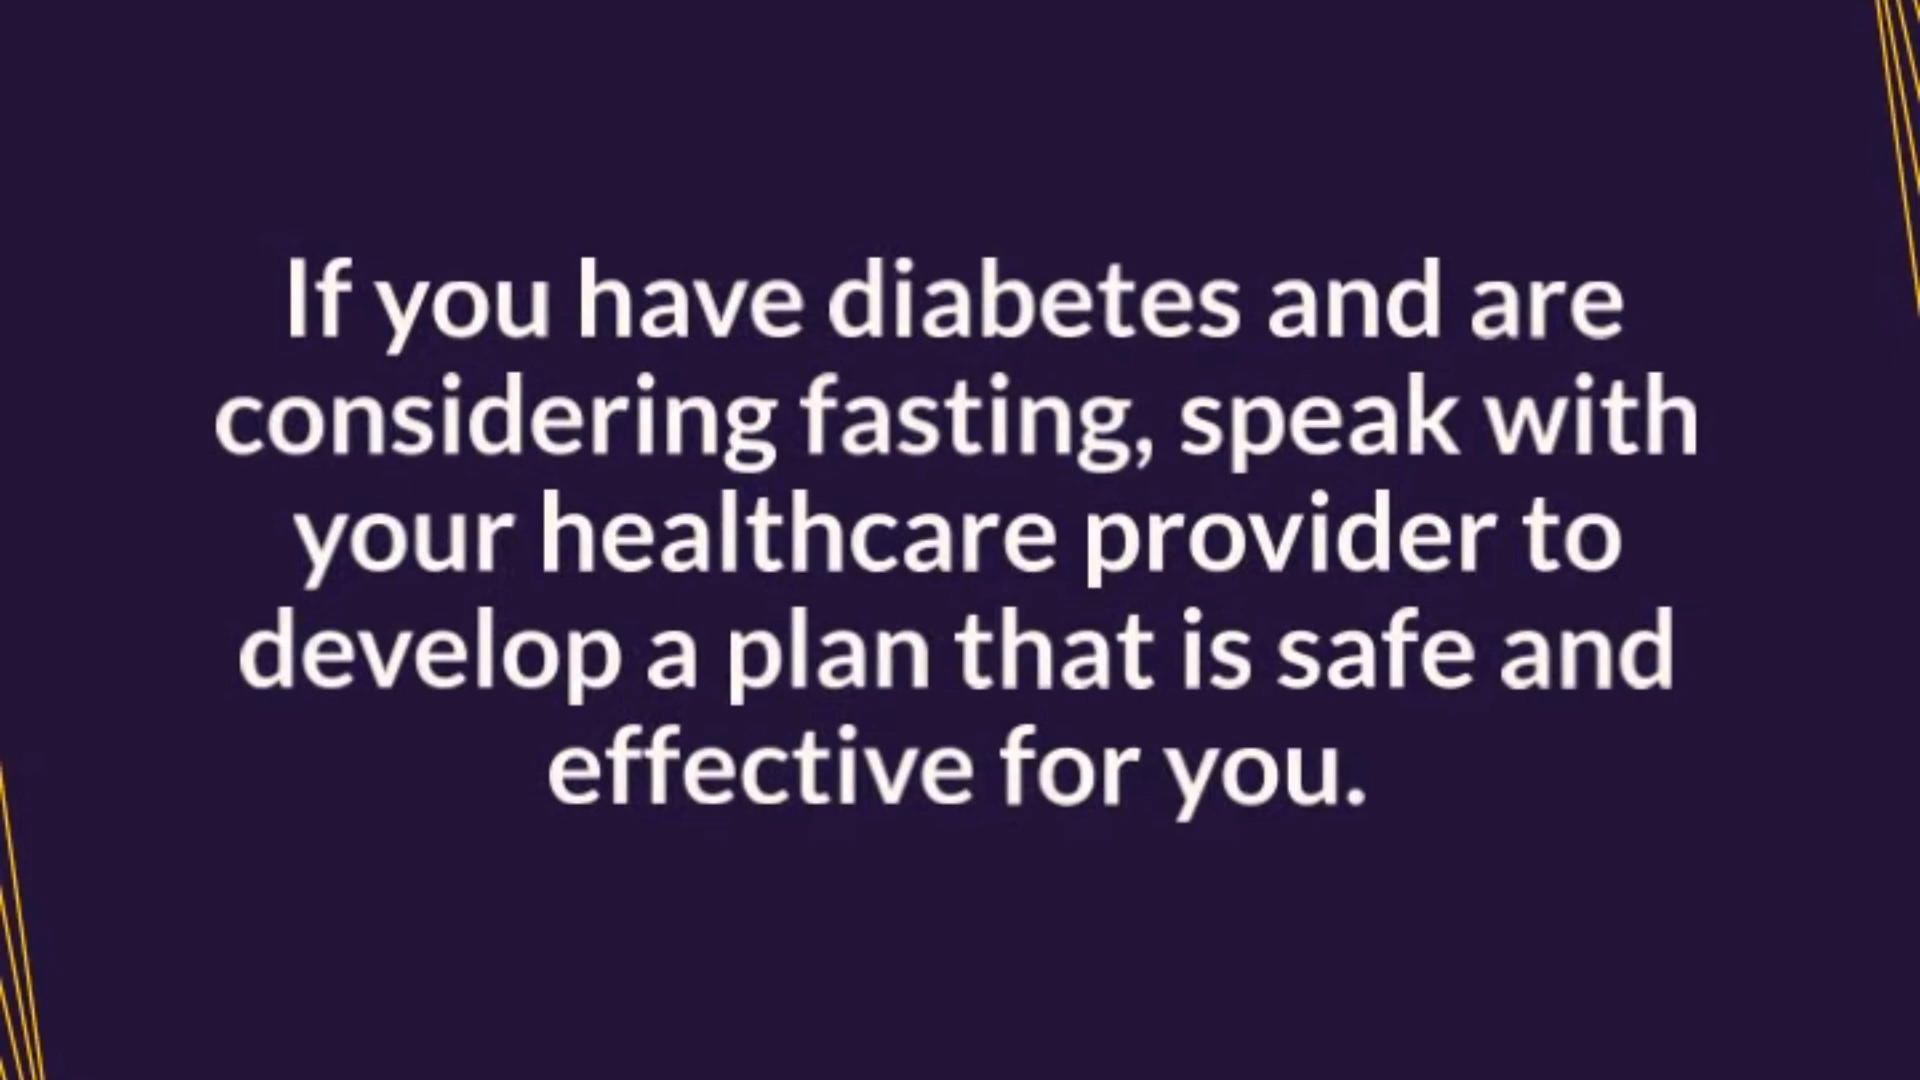 If you have diabetes and are
considering fasting, speak with
your healthcare provider to
develop a plan that is safe and
effective for you.